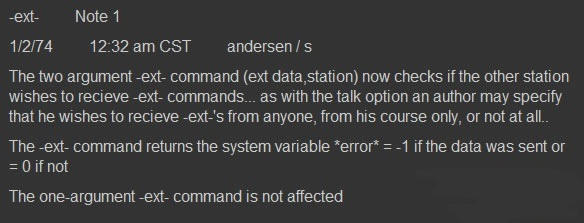 -ext- Note 1
1/2/74 12:32 am CST andersen / s
The two argument -ext- command (ext data,station) now checks if the other station
wishes to recieve -ext- commands... as with the talk option an author may specify
that he wishes to recieve -ext-'s from anyone, from his course only, or not at all..
The -ext- command returns the system variable *error* = -1 if the data was sent or
= 0 if not
The one-argument -ext- command is not affected